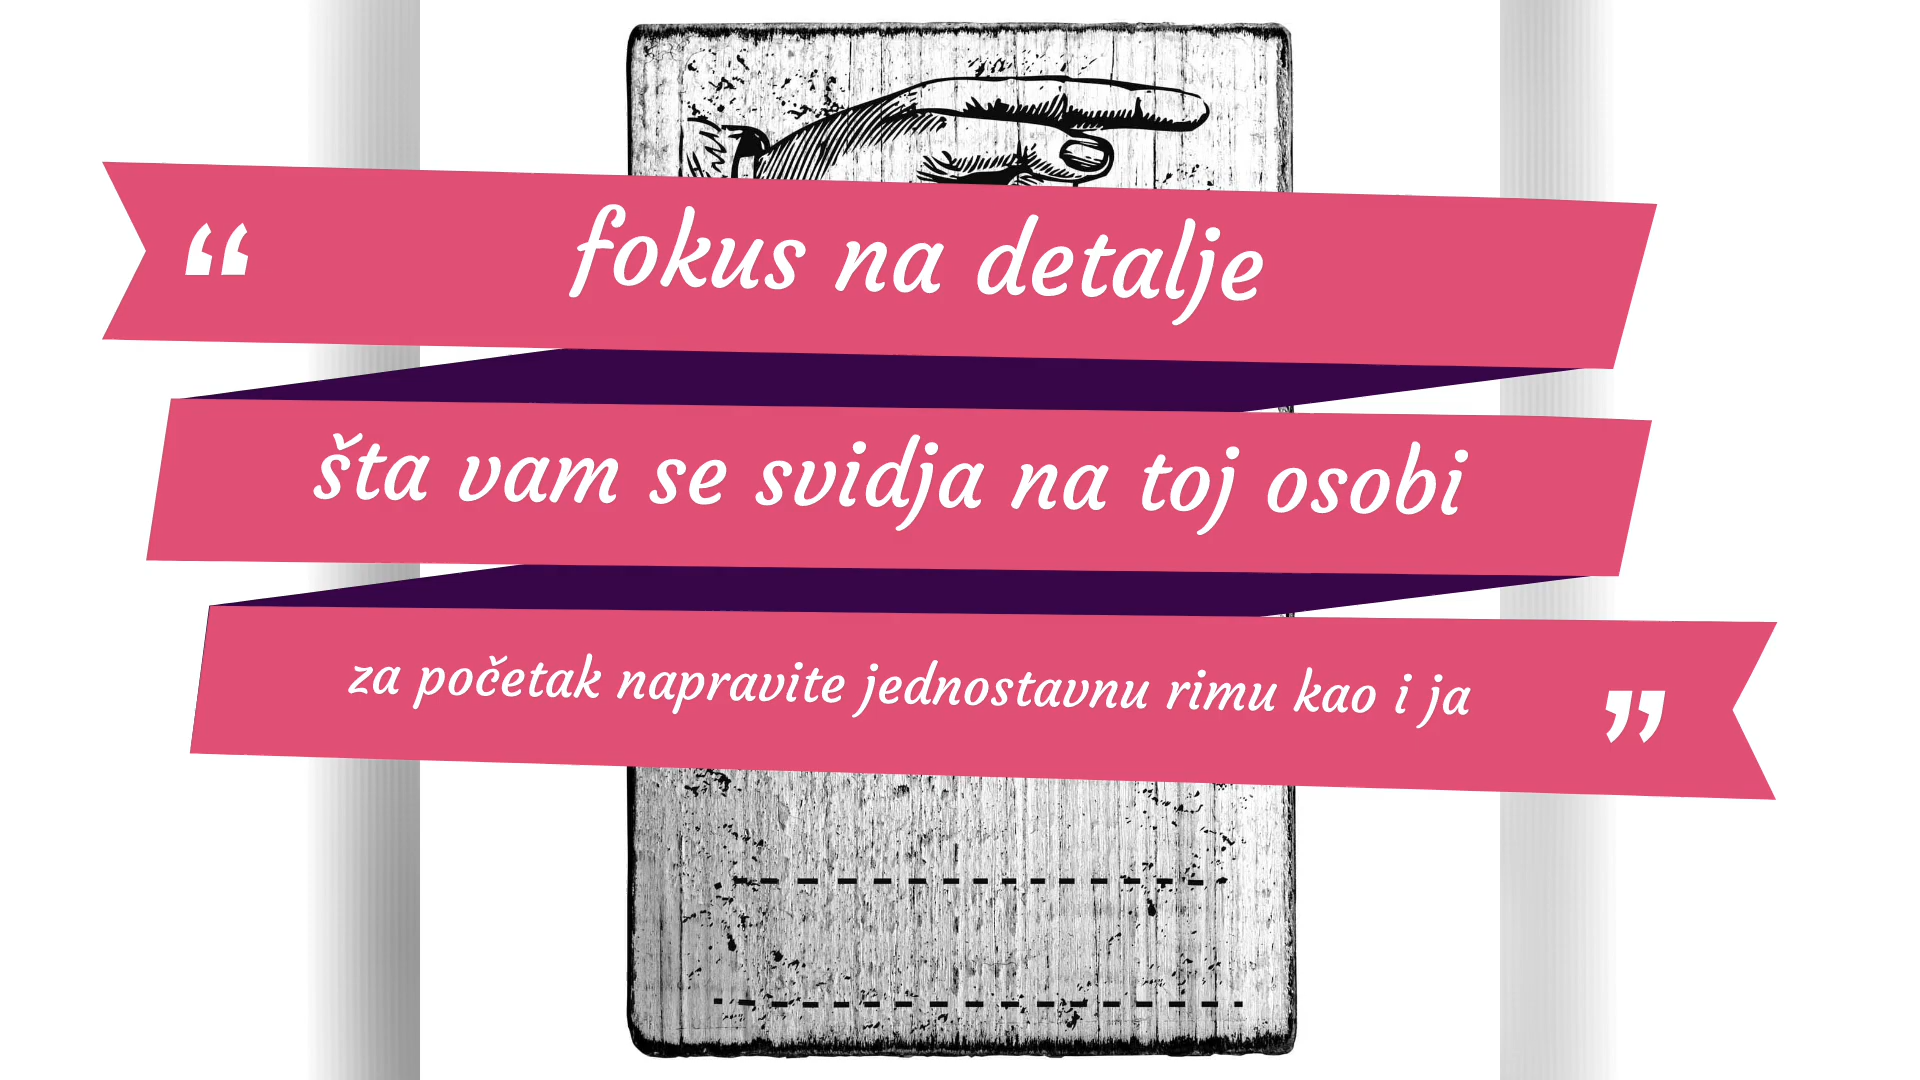 “ fokus na detalje
šta vam se svidja na toj osobi
za početak napravite jednostavnu rimu kao i ja ”